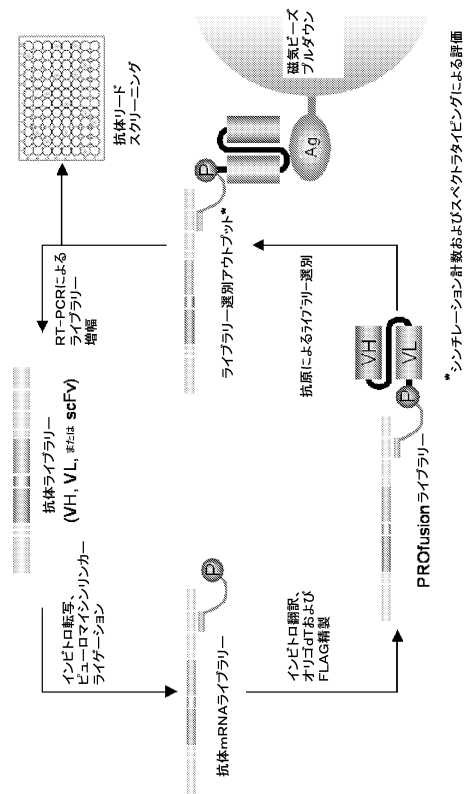 抗体ライブラリー
(VH, VL, または scFv)
インビトロ転写、
ピューロマイシンリンカー
ライゲーション
P
抗体mRNAライブラリー
インビトロ翻訳、
オリゴdTおよび
FLAG精製
VH
VL
P
PROfusionライブラリー
抗原によるライブラリー選別
ライブラリー選別アウトプット*
P
Ag
磁気ビーズ
プルダウン
RT-PCRによる
ライブラリー
増幅
抗体リード
スクリーニング
*シンチレーション計数およびスペクトラタイピングによる評価